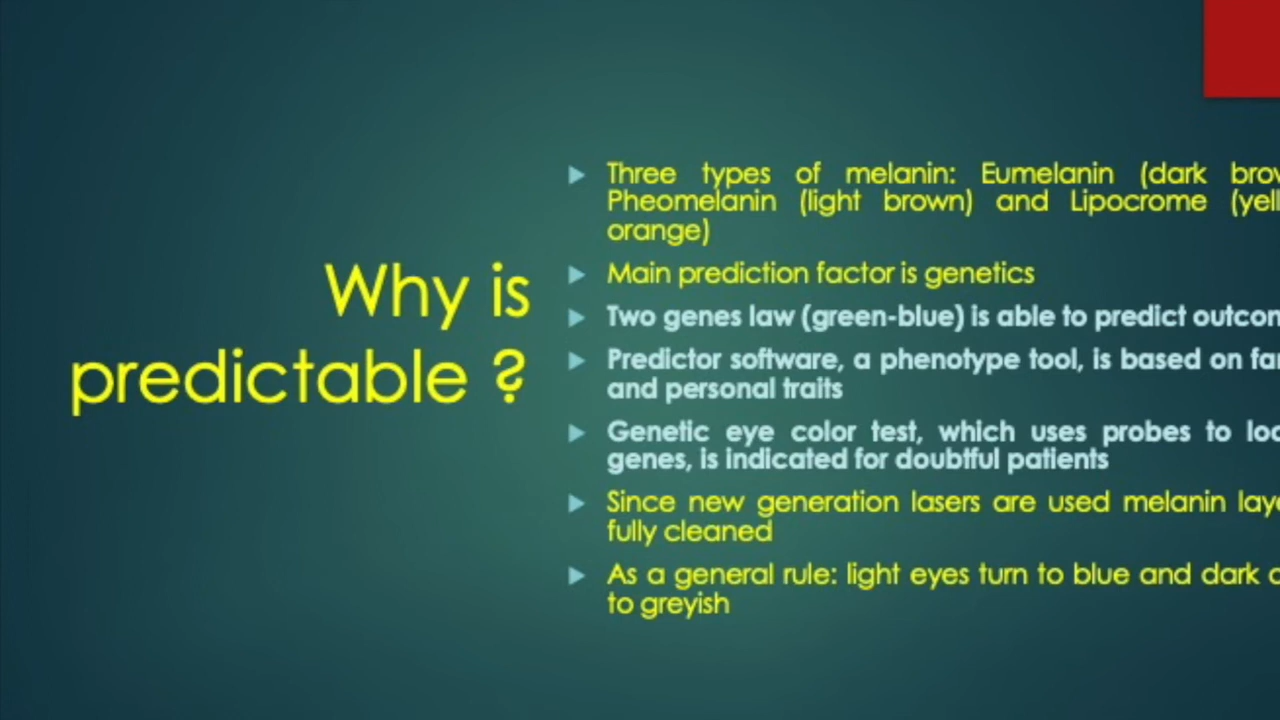 Why is
predictable ?
Three types of melanin: Eumelanin (dark
Pheomelanin (light brown) and Lipocrome
orange)
Main prediction factor is genetics
Two genes law (green-blue) is able to predict
Predictor software, a phenotype tool, is based on
and personal traits
Genetic eye color test, which uses probes to
genes, is indicated for doubtful patients
Since new generation lasers are used melanin
fully cleaned
As a general rule: light eyes turn to blue and dark
to greyish